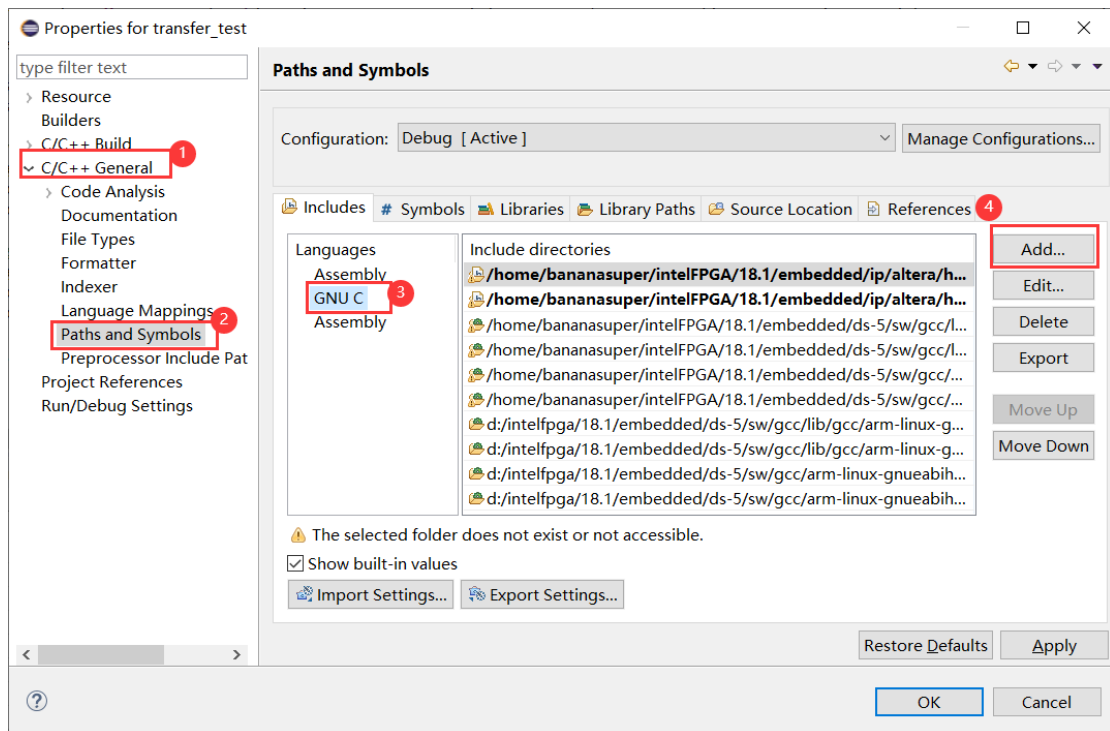 Properties for transfer_test
type filter text
Resource
Builders
C/C++ Build
1
C/C++ General
Code Analysis
Documentation
File Types
Formatter
Indexer
Language Mappings
2
Paths and Symbols
Preprocessor Include Pat
Project References
Run/Debug Settings
Paths and Symbols
Configuration: Debug [ Active ]
Manage Configurations...
Includes # Symbols Libraries Library Paths Source Location References 4
Languages
Assembly
GNU C 3
Assembly
Include directories
/home/bananasuper/intelFPGA/18.1/embedded/ip/altera/h...
/home/bananasuper/intelFPGA/18.1/embedded/ip/altera/h...
/home/bananasuper/intelFPGA/18.1/embedded/ds-5/sw/gcc/l...
/home/bananasuper/intelFPGA/18.1/embedded/ds-5/sw/gcc/l...
/home/bananasuper/intelFPGA/18.1/embedded/ds-5/sw/gcc/...
/home/bananasuper/intelFPGA/18.1/embedded/ds-5/sw/gcc/...
d:/intelfpga/18.1/embedded/ds-5/sw/gcc/lib/gcc/arm-linux-g...
d:/intelfpga/18.1/embedded/ds-5/sw/gcc/lib/gcc/arm-linux-g...
d:/intelfpga/18.1/embedded/ds-5/sw/gcc/arm-linux-gnueabih...
d:/intelfpga/18.1/embedded/ds-5/sw/gcc/arm-linux-gnueabih...
Add...
Edit...
Delete
Export
Move Up
Move Down
The selected folder does not exist or not accessible.
Show built-in values
Import Settings... Export Settings...
Restore Defaults Apply
OK Cancel